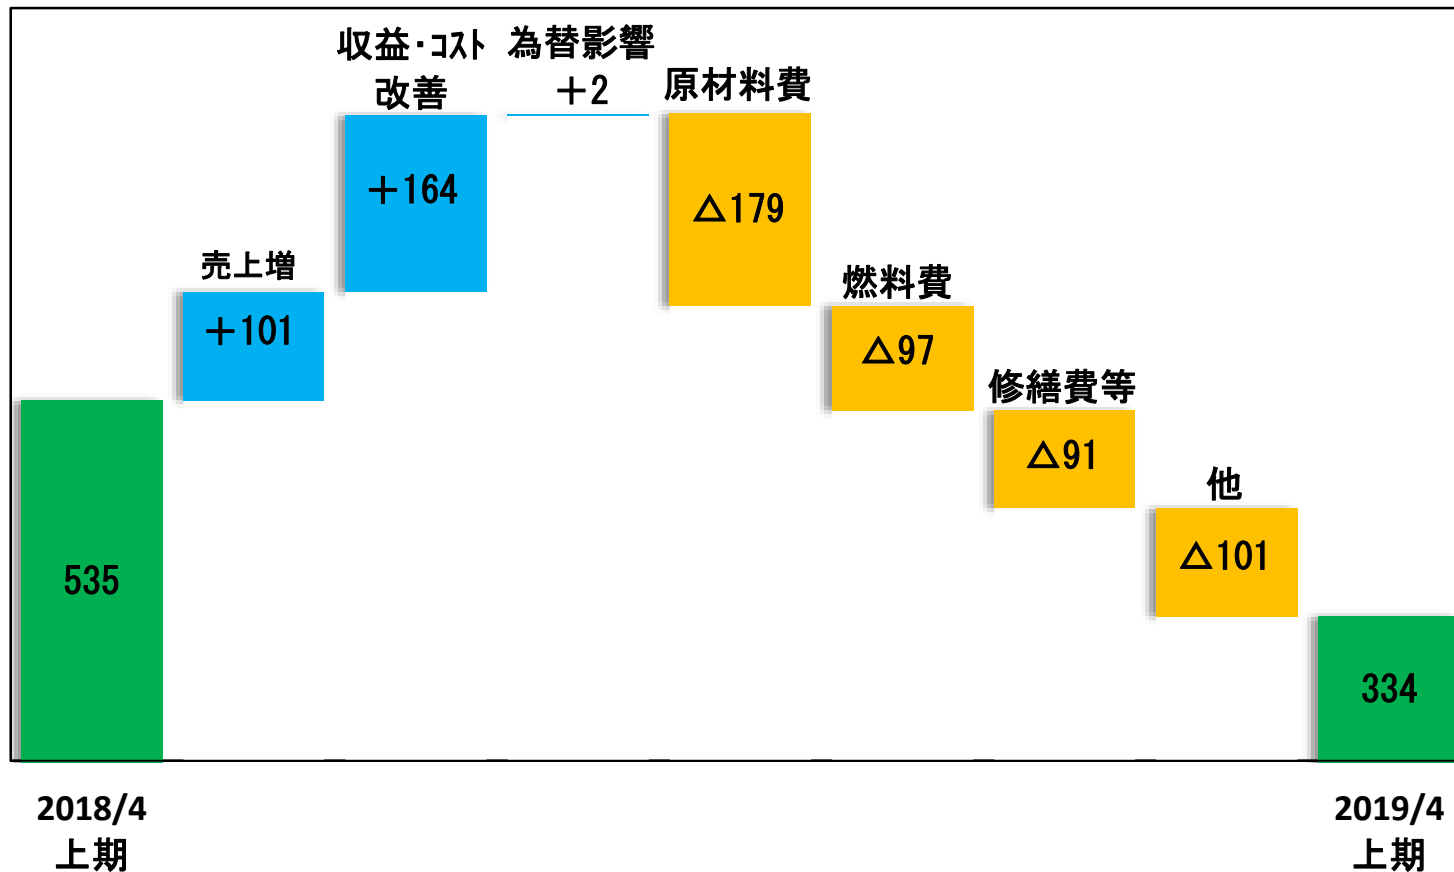 収益・コスト
改善
+164
為替影響
+2
原材料費
△179
売上増
+101
燃料費
△97
修繕費等
△91
他
△101
535
334
2018/4
上期
2019/4
上期